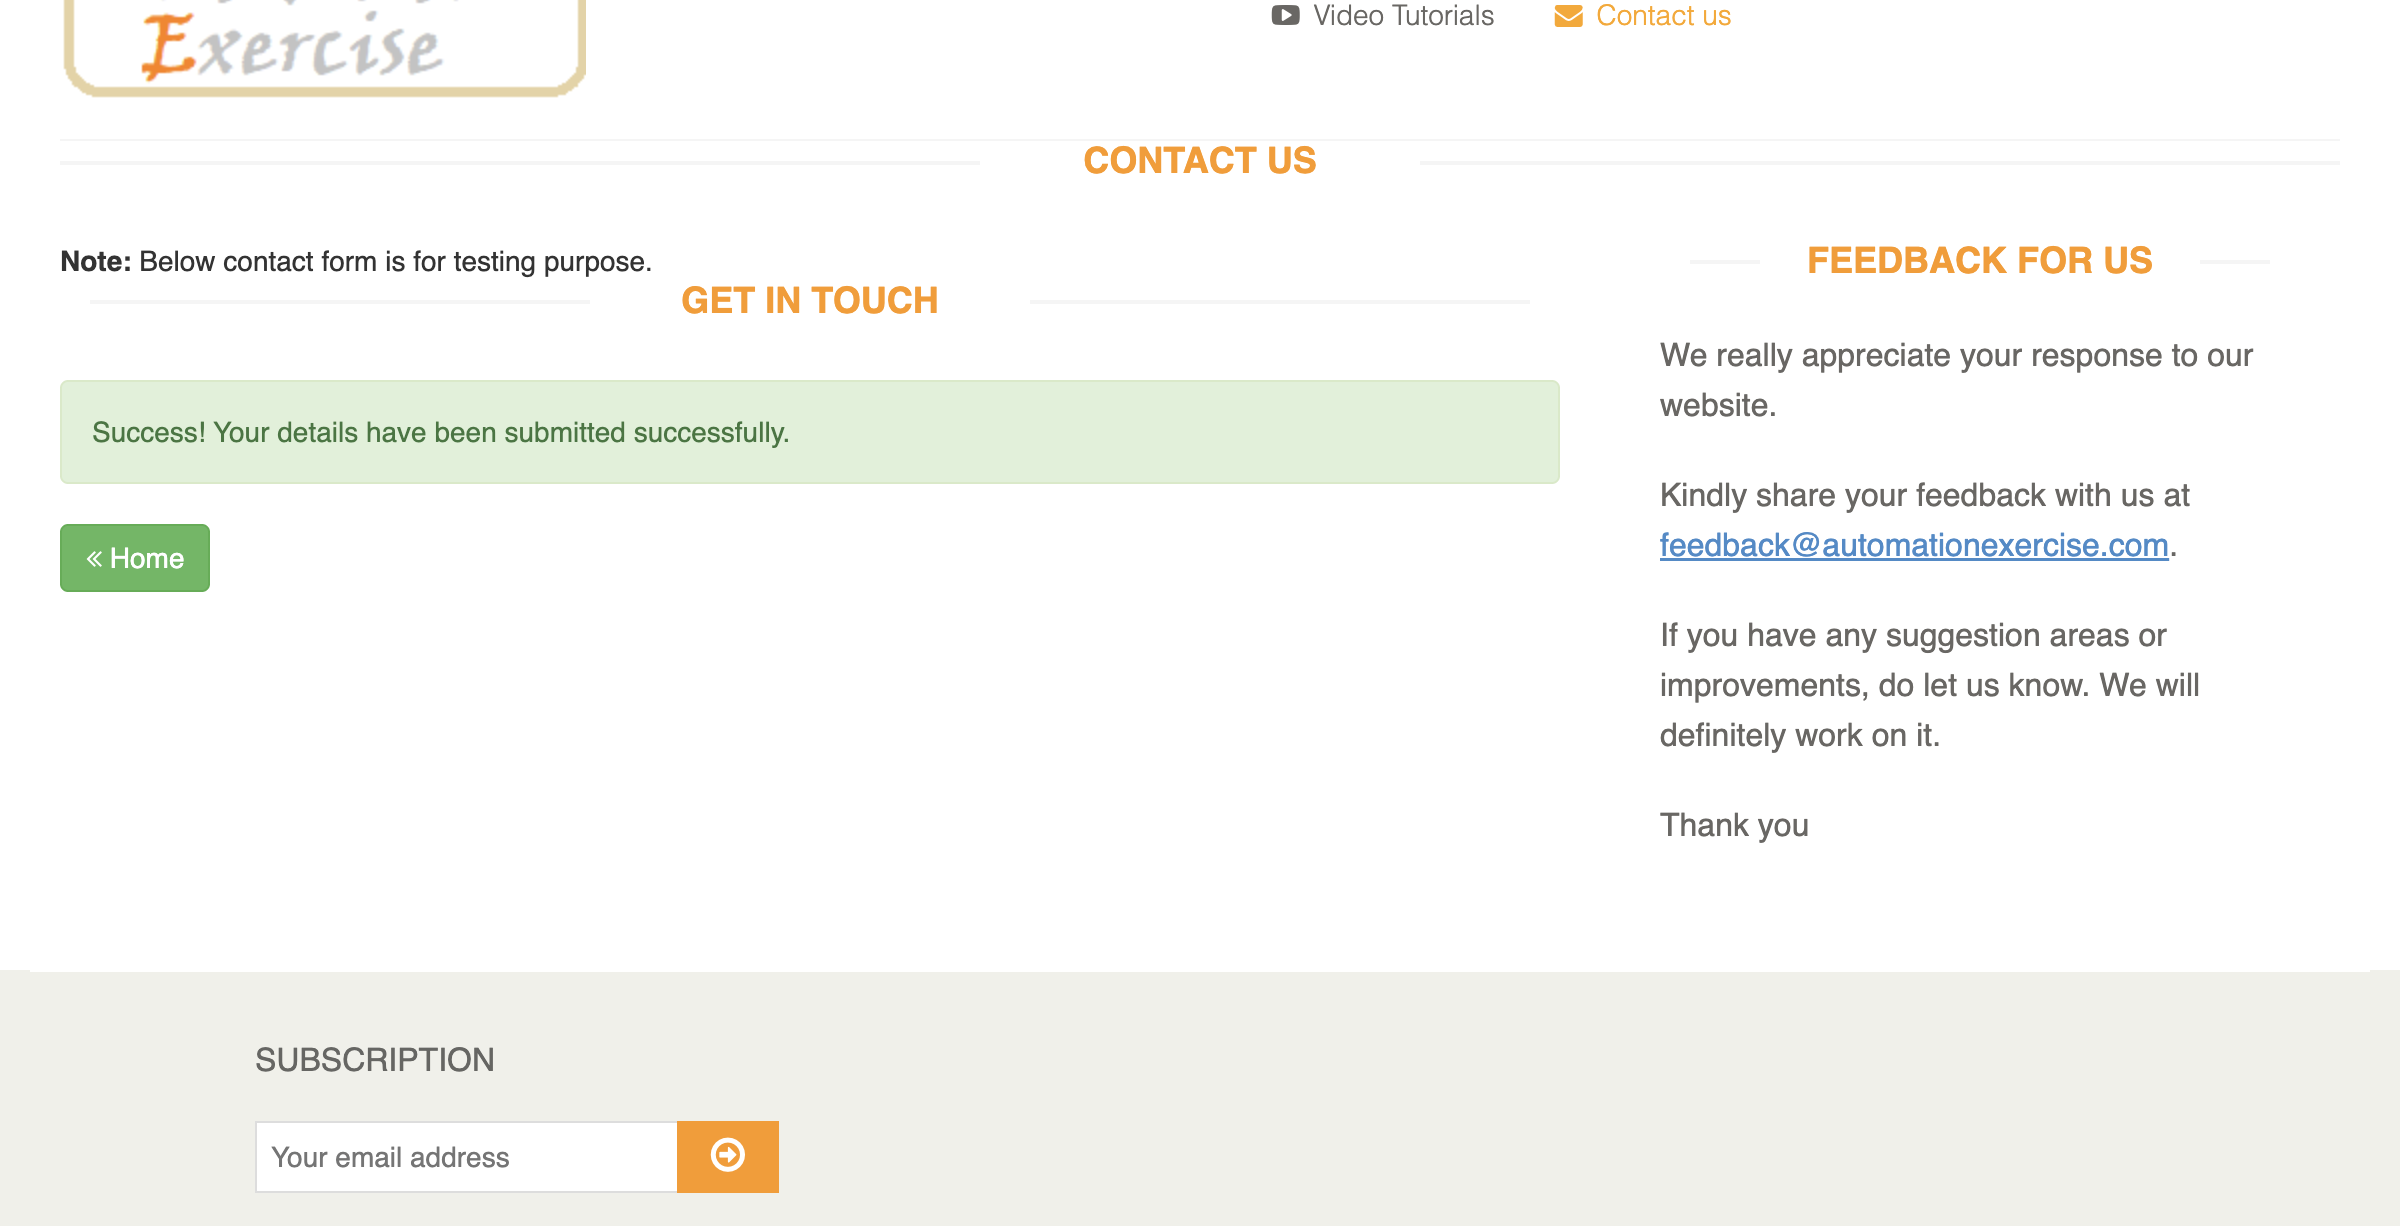 Exercise
Video Tutorials
Contact us
CONTACT US
Note: Below contact form is for testing purpose.
GET IN TOUCH
Success! Your details have been submitted successfully.
« Home
FEEDBACK FOR US
We really appreciate your response to our
website.
Kindly share your feedback with us at
feedback@automationexercise.com.
If you have any suggestion areas or
improvements, do let us know. We will
definitely work on it.
Thank you
SUBSCRIPTION
Your email address